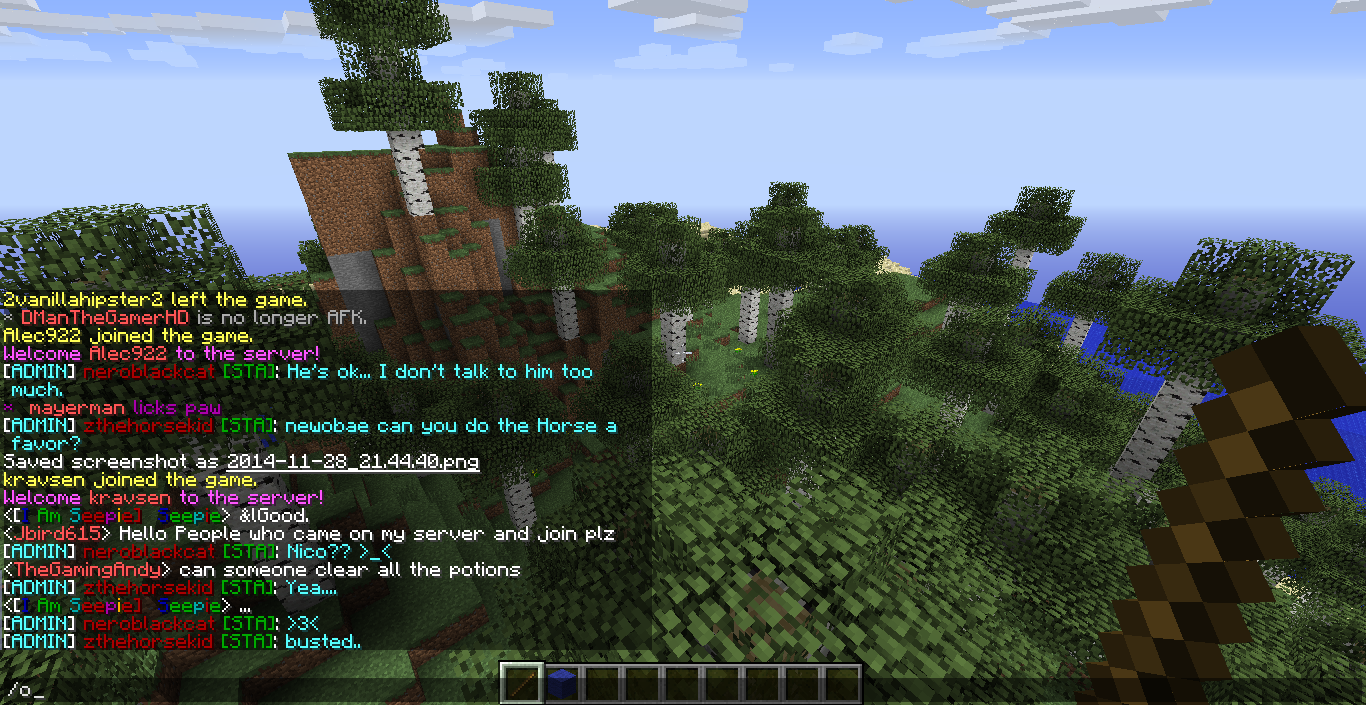 2vanillahipster2 left the game.
* DManTheGamerHD is no longer AFK.
Alec922 joined the game.
Welcome Alec922 to the server!
[ADMIN] neroblackcat [STA]: He's ok... I don't talk to him too
much.
* mayerman licks paw
[ADMIN] zthehorsekid [STA]: newobae can you do the Horse a
favor?
Saved screenshot as 2014-11-28_21.44.40.png
kravsen joined the game.
Welcome kravsen to the server!
<[I Am Seepie] Seepie> &lGood.
<Jbird615> Hello People who came on my server and join plz
[ADMIN] neroblackcat [STA]: Nico?? >_<
<TheGamingAndy> can someone clear all the potions
[ADMIN] zthehorsekid [STA]: Yea....
<[I Am Seepie] Seepie> ...
[ADMIN] neroblackcat [STA]: >3<
[ADMIN] zthehorsekid [STA]: busted..
/o_